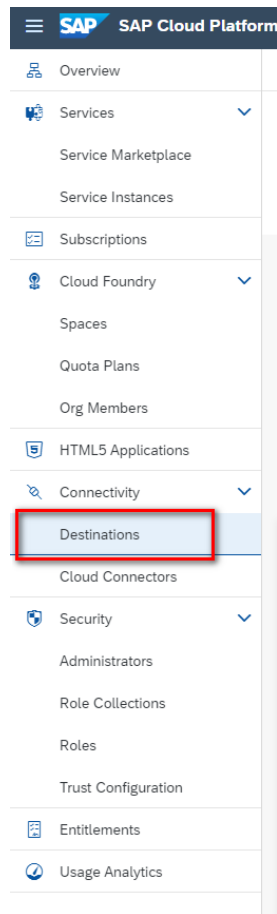 SAP SAP Cloud Platform
Overview
Services
Service Marketplace
Service Instances
Subscriptions
Cloud Foundry
Spaces
Quota Plans
Org Members
HTML5 Applications
Connectivity
Destinations
Cloud Connectors
Security
Administrators
Role Collections
Roles
Trust Configuration
Entitlements
Usage Analytics